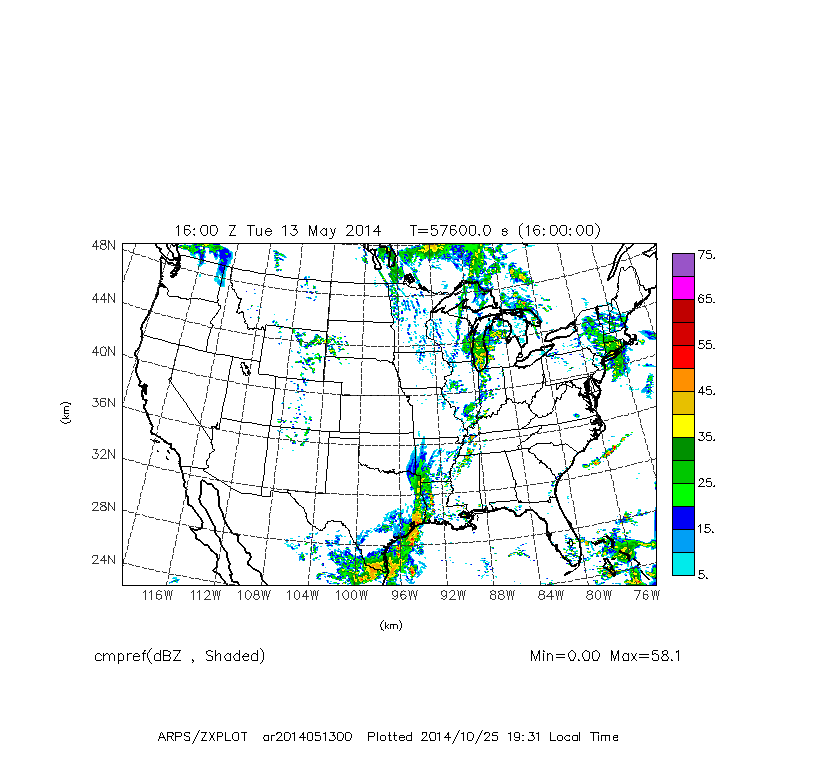 16:00 Z Tue 13 May 2014 T=57600.0 s (16:00:00)
48N
44N
40N
36N
32N
28N
24N
(km)
75.
65.
55.
45.
35.
25.
15.
5.
116W 112W 108W 104W 100W 96W 92W 88W 84W 80W 76W
(km)
cmpref(dBZ , Shaded) Min=0.00 Max=58.1
ARPS/ZXPLOT ar2014051300 Plotted 2014/10/25 19:31 Local Time